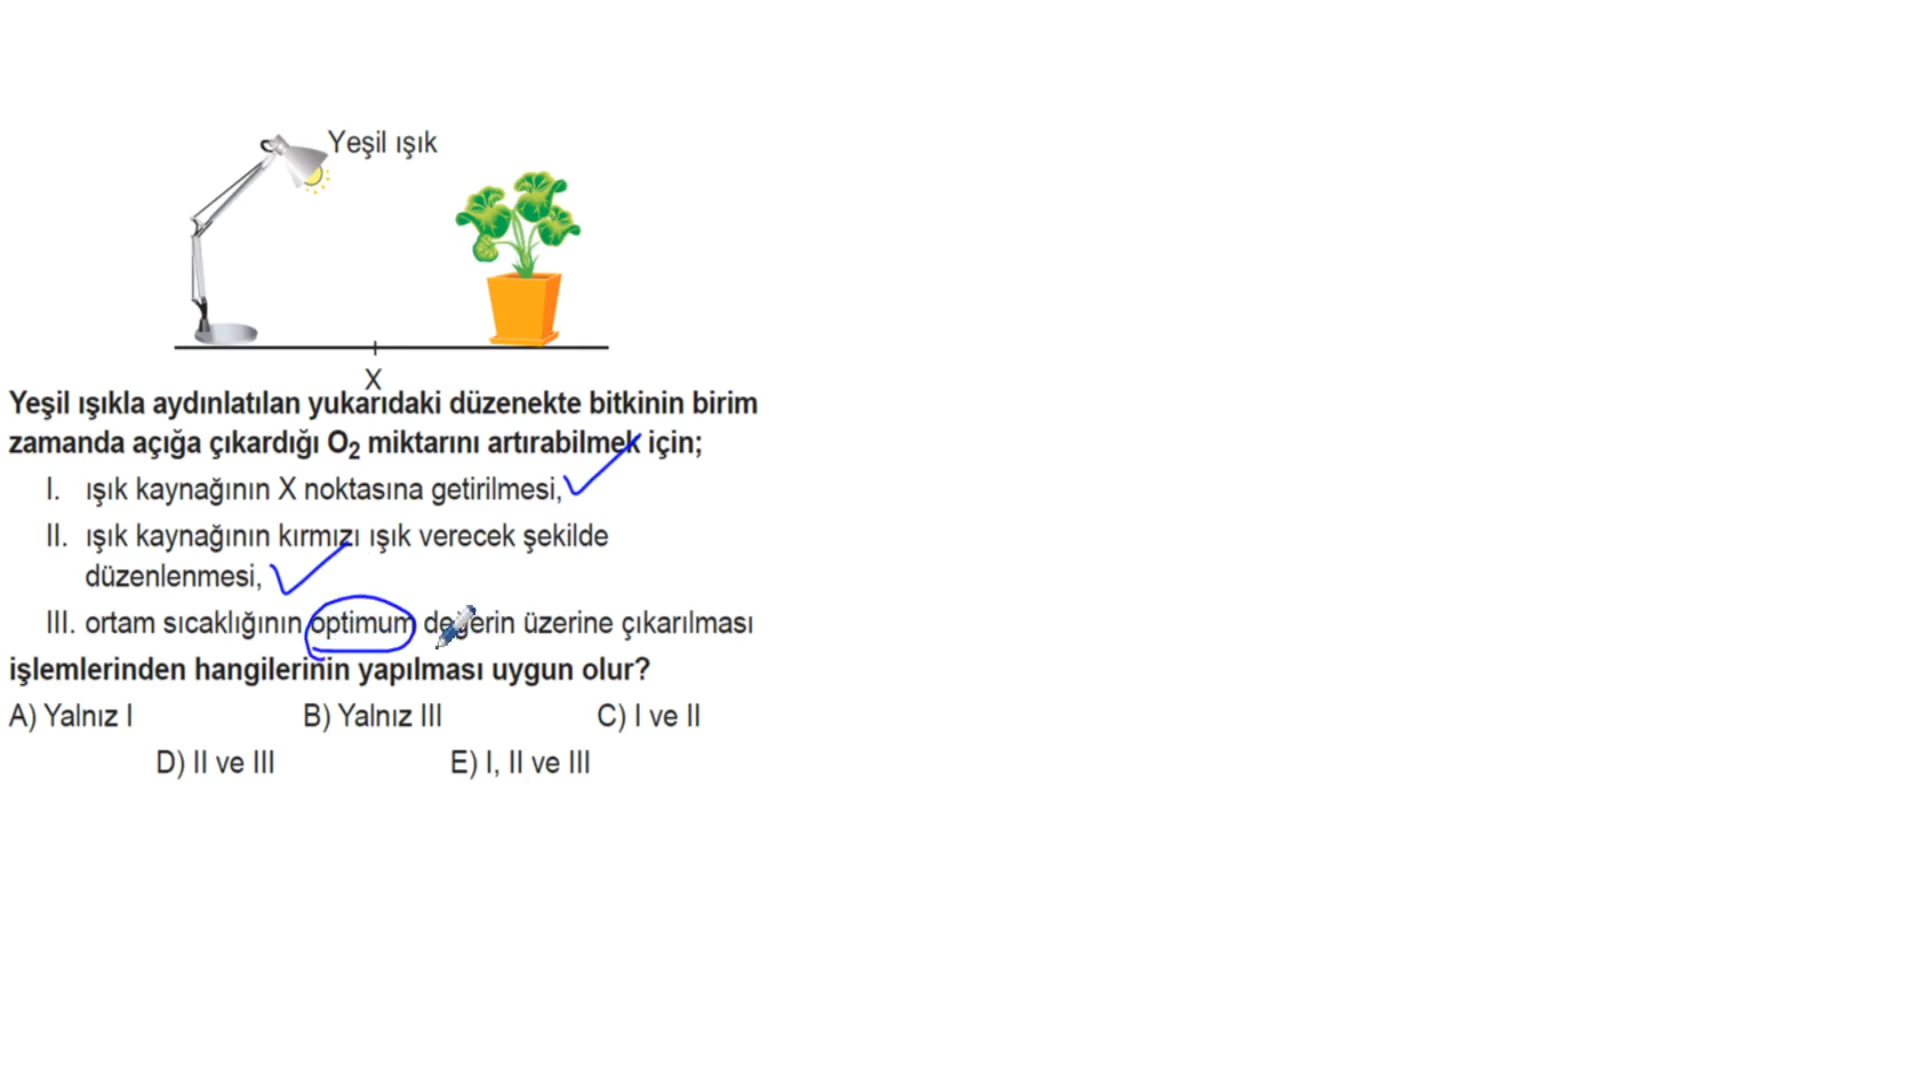 Yeşil ışık
X
Yeşil ışıkla aydınlatılan yukarıdaki düzenekte bitkinin birim
zamanda açığa çıkardığı O₂ miktarını artırabilmek için;
I. ışık kaynağının X noktasına getirilmesi,
II. ışık kaynağının kırmızı ışık verecek şekilde
düzenlenmesi,
III. ortam sıcaklığının optimum değerin üzerine çıkarılması
işlemlerinden hangilerinin yapılması uygun olur?
A) Yalnız I B) Yalnız III C) I ve II
D) II ve III E) I, II ve III